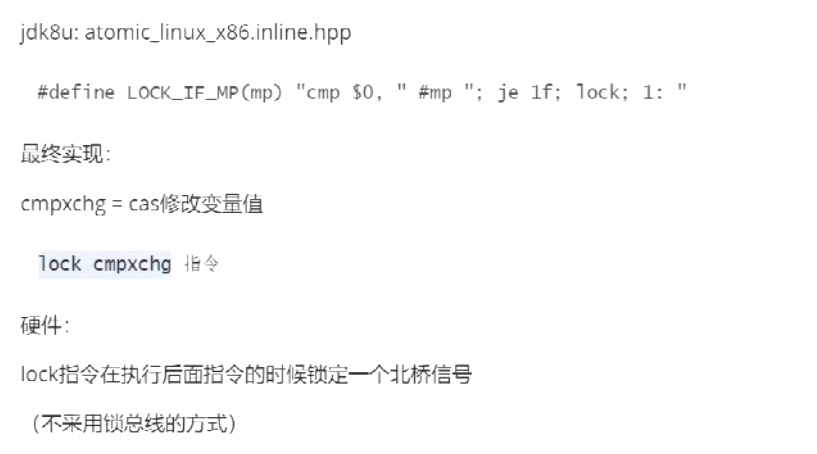 jdk8u: atomic_linux_x86.inline.hpp
#define LOCK_IF_MP(mp) "cmp $0, " #mp "; je 1f; lock; 1: "
最终实现：
cmpxchg = cas修改变量值
lock cmpxchg 指令
硬件：
lock指令在执行后面指令的时候锁定一个北桥信号
（不采用锁总线的方式）